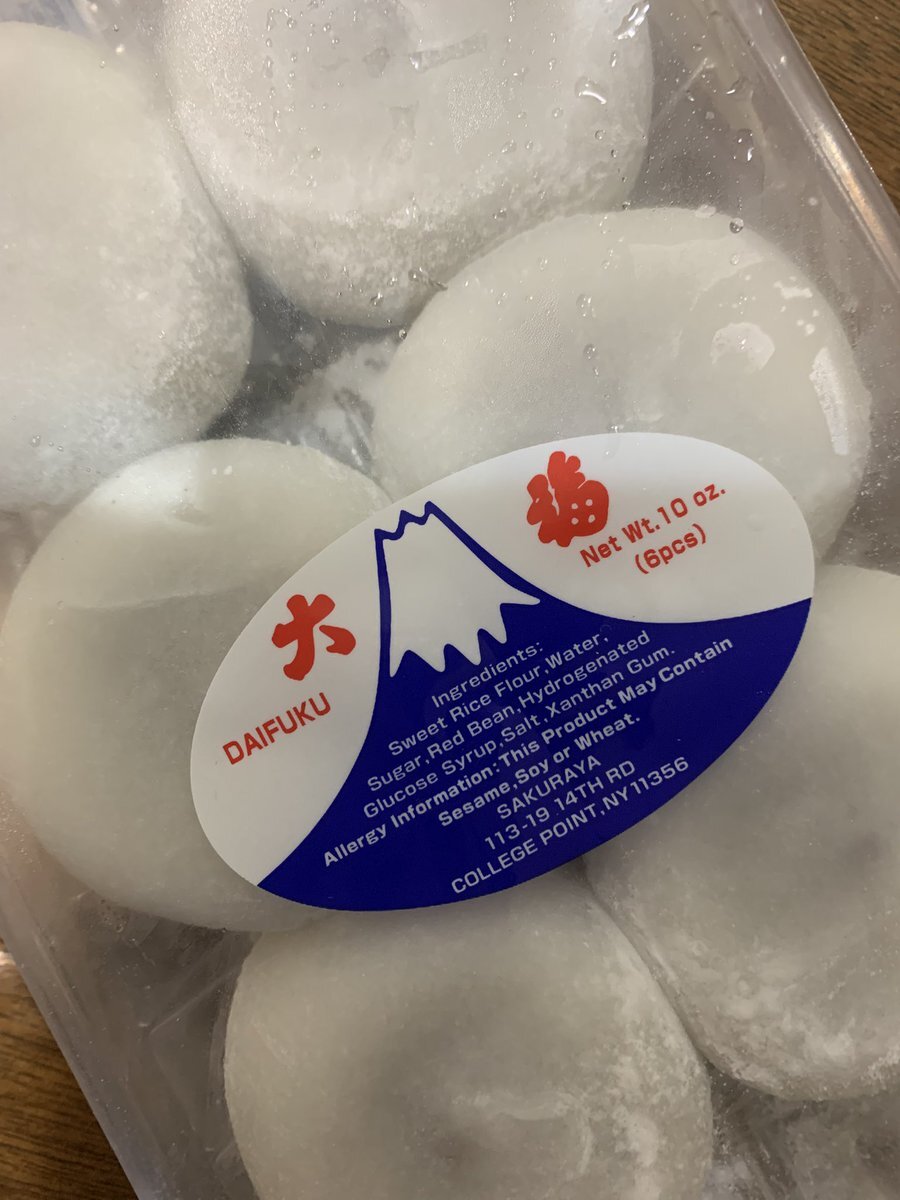 大
福
DAIFUKU
Net Wt.10 oz.
(6pcs)
Ingredients:
Sweet Rice Flour,Water,
Sugar,Red Bean,Hydrogenated
Glucose Syrup,Salt,Xanthan Gum.
Allergy Information:This Product May Contain
Sesame,Soy or Wheat.
SAKURAYA
113-19 14TH RD
COLLEGE POINT,NY 11356